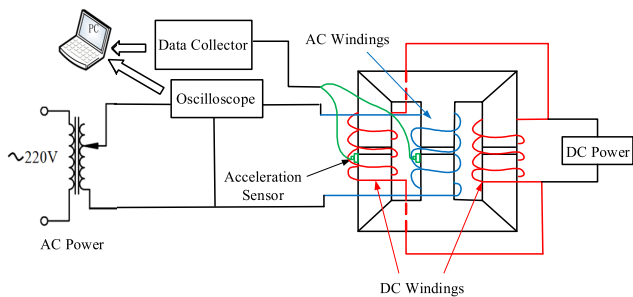 PC
Data Collector
AC Windings
Oscilloscope
~220V
DC Power
Acceleration
Sensor
AC Power
DC Windings